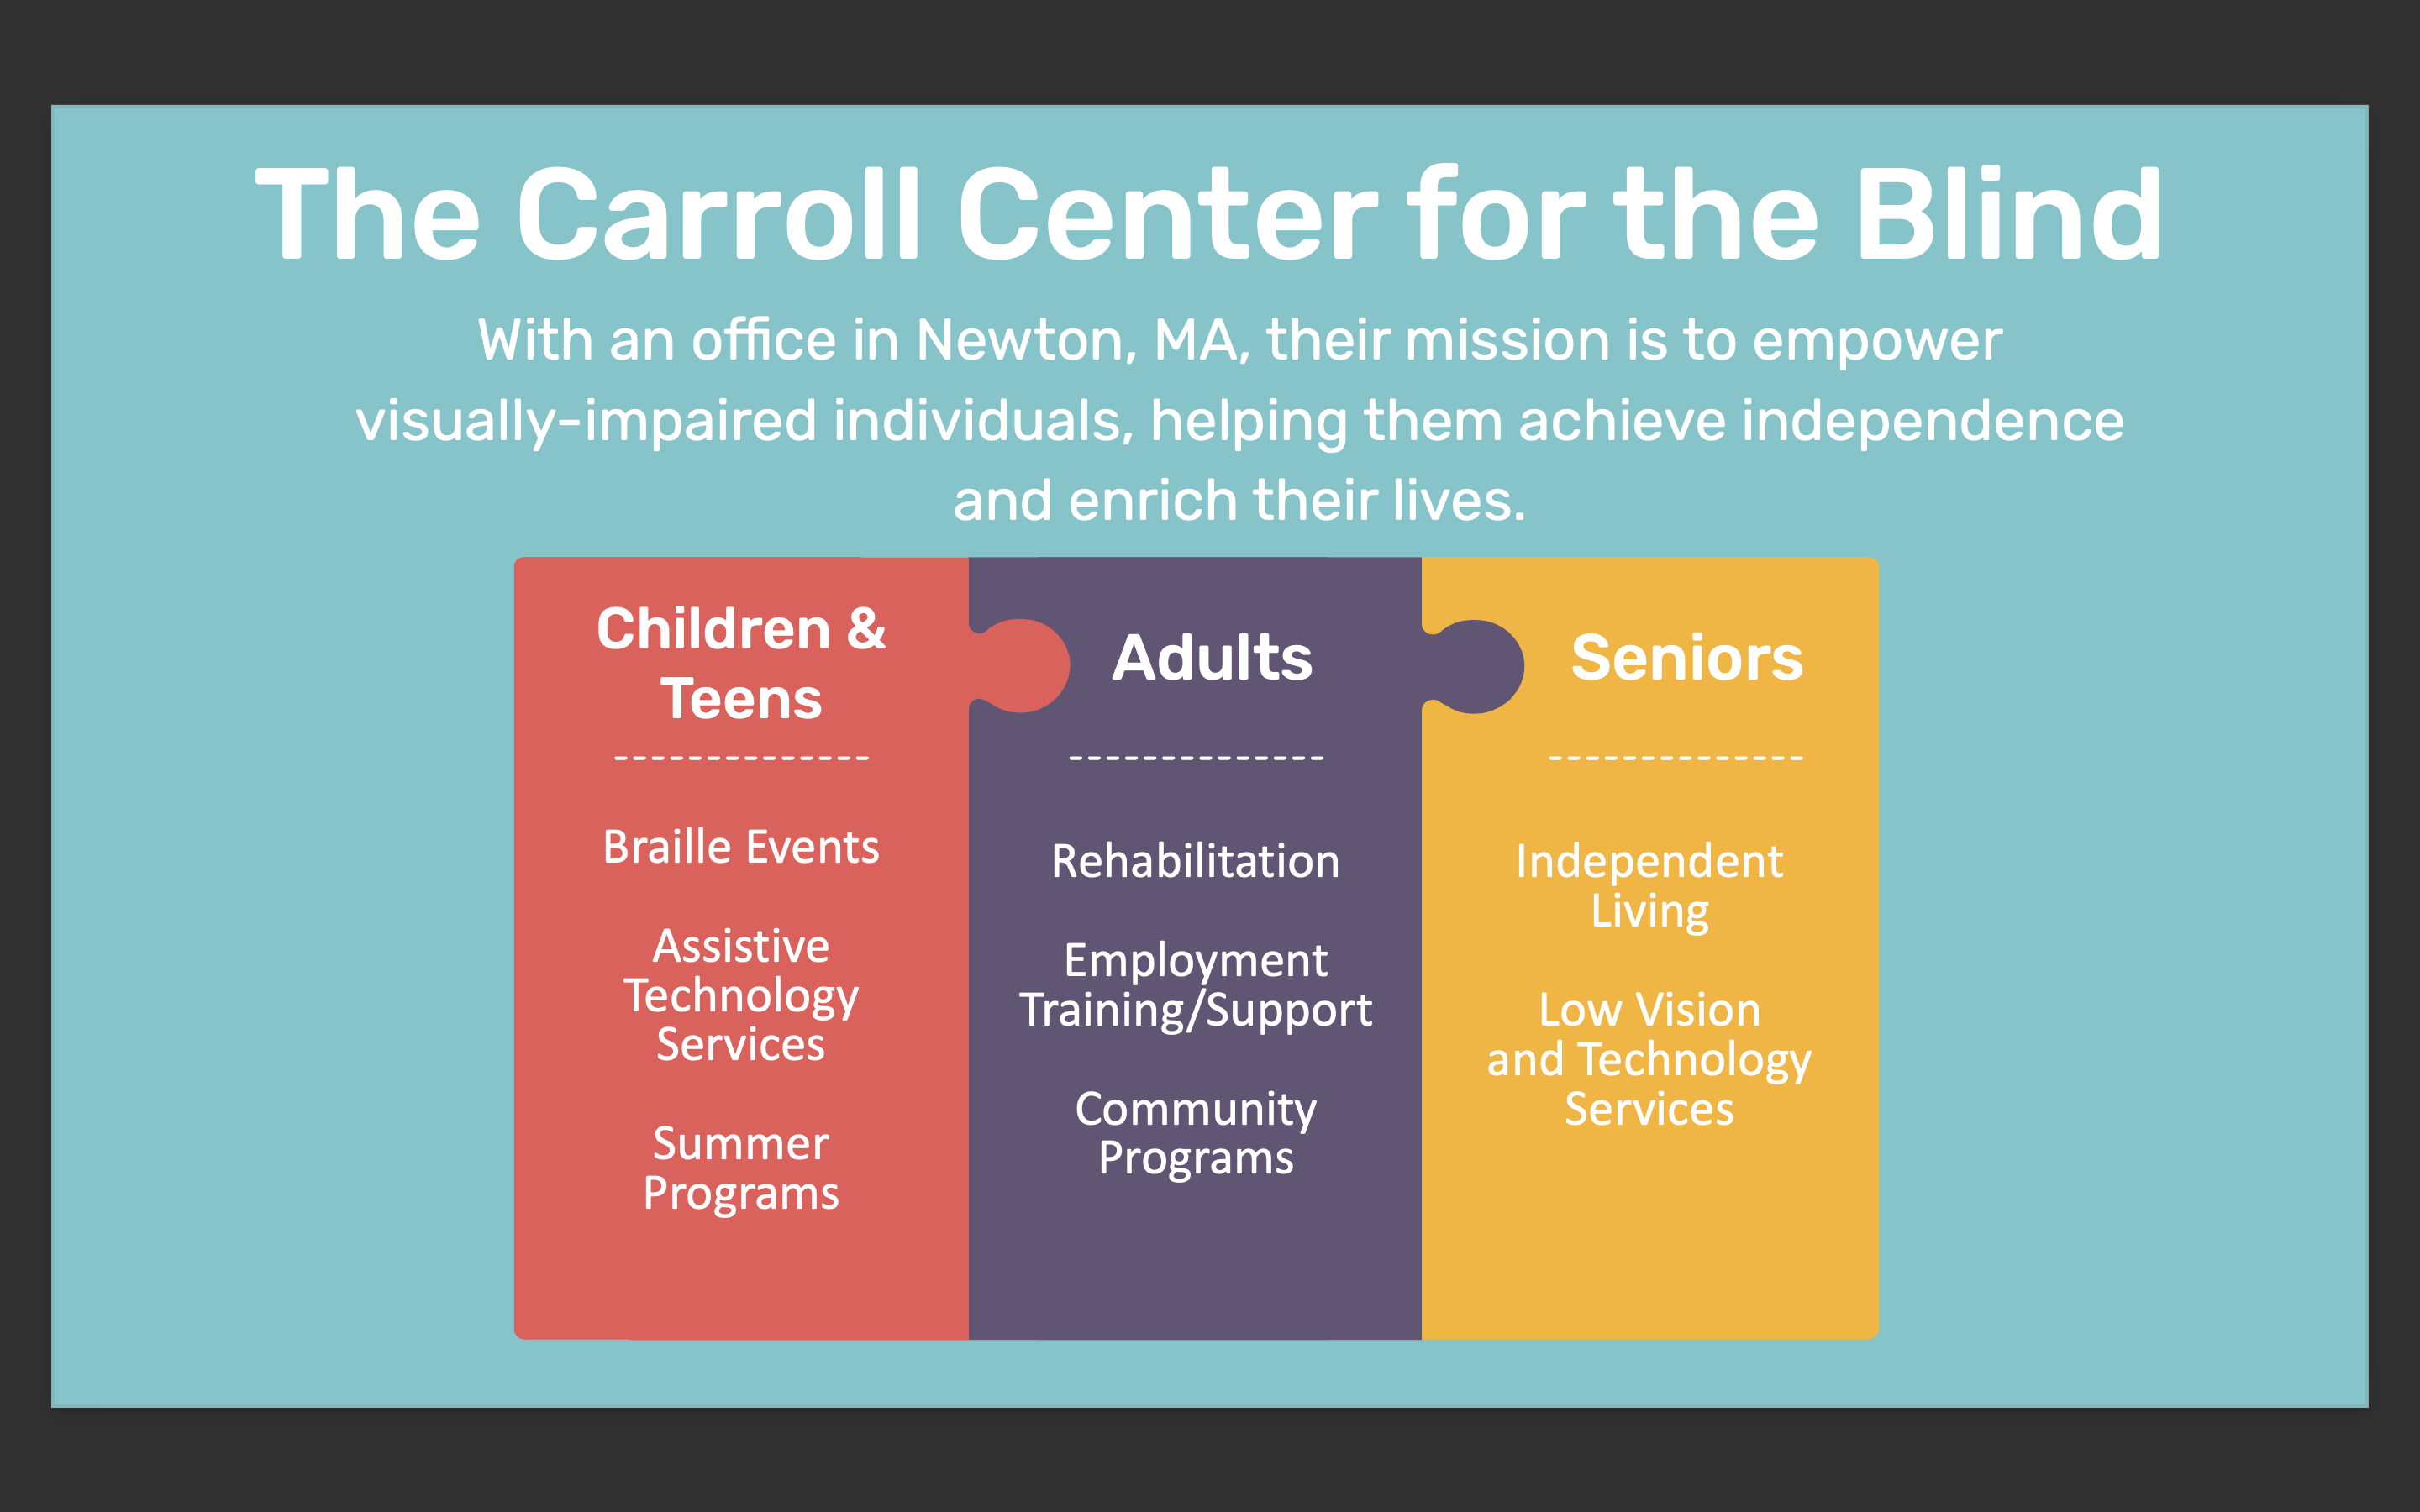 The Carroll Center for the Blind
With an office in Newton, MA, their mission is to empower
visually-impaired individuals, helping them achieve independence
and enrich their lives.
Children &
Teens
Braille Events
Assistive
Technology
Services
Summer
Programs
Adults
Rehabilitation
Employment
Training/Support
Community
Programs
Seniors
Independent
Living
Low Vision
and Technology
Services